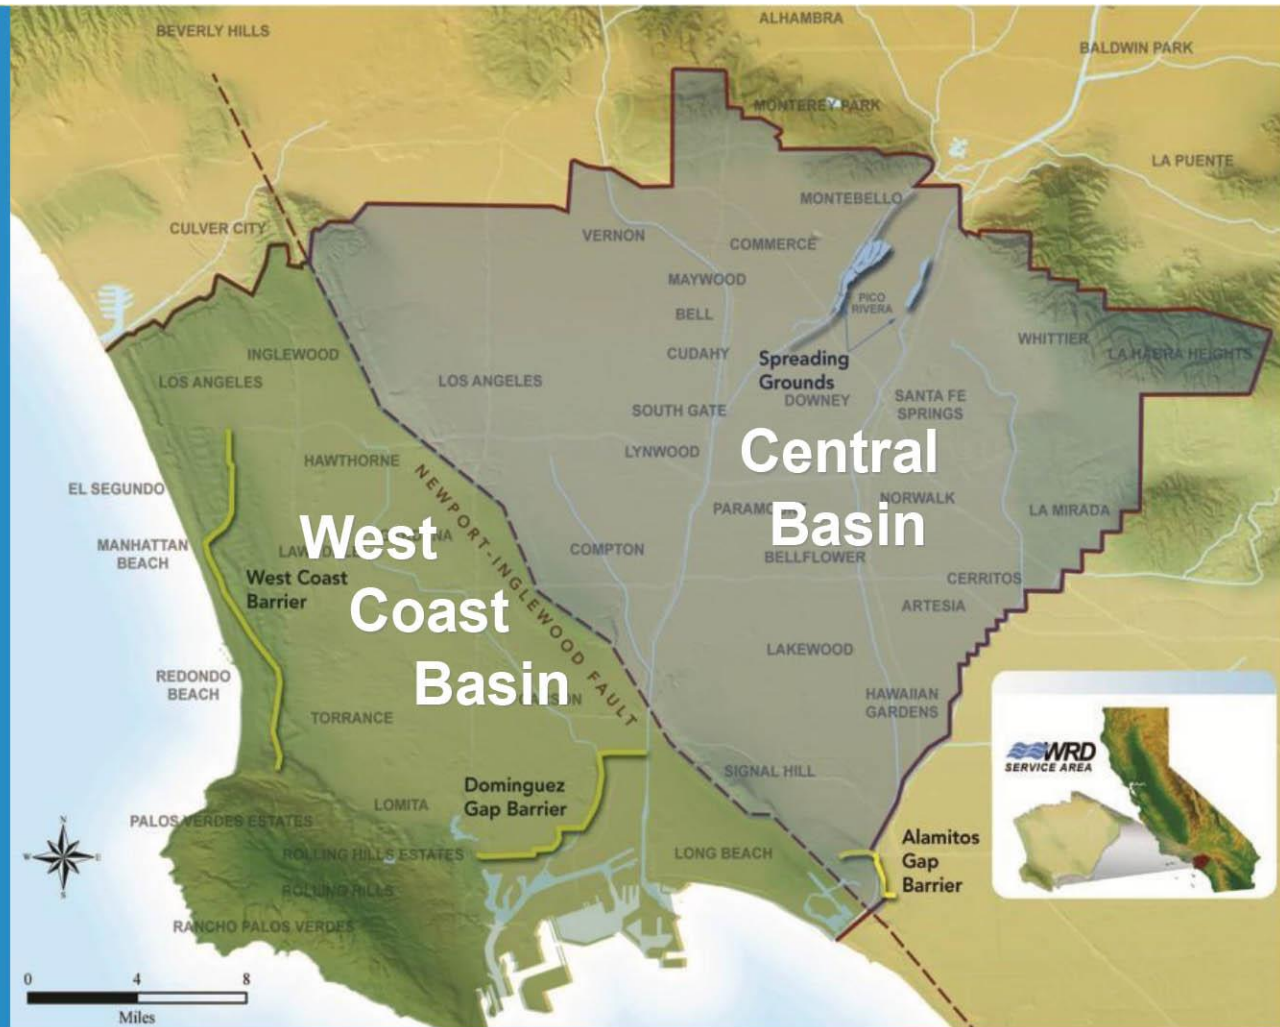 BEVERLY HILLS
ALHAMBRA
BALDWIN PARK
MONTEREY PARK
LA PUENTE
MONTEBELLO
CULVER CITY
VERNON
COMMERCE
MAYWOOD
PICO
RIVERA
BELL
WHITTIER
LA HABRA HEIGHTS
INGLEWOOD
CUDAHY
Spreading
Grounds
LOS ANGELES
LOS ANGELES
DOWNEY
SANTA FE
SPRINGS
SOUTH GATE
LYNWOOD
Central
Basin
HAWTHORNE
EL SEGUNDO
NEWPORT-INGLEWOOD FAULT
PARAMOUNT
NORWALK
LA MIRADA
West
Coast
Basin
MANHATTAN
BEACH
LAWNDALE
GARDENA
COMPTON
BELLFLOWER
West Coast
Barrier
CERRITOS
ARTESIA
LAKEWOOD
REDONDO
BEACH
CARSON
HAWAIIAN
GARDENS
TORRANCE
SIGNAL HILL
WRD
SERVICE AREA
Dominguez
Gap Barrier
LOMITA
PALOS VERDES ESTATES
ROLLING HILLS ESTATES
LONG BEACH
Alamitos
Gap
Barrier
ROLLING HILLS
RANCHO PALOS VERDES
N
W
E
S
0 4 8
Miles